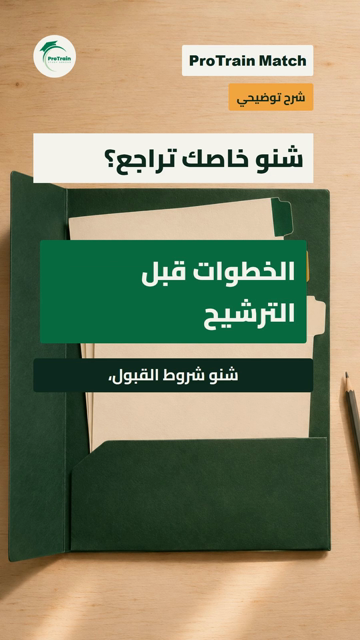 ProTrain
ProTrain Match
شرح توضيحي
شنو خاصك تراجع؟
الخطوات قبل
الترشيح
شنو شروط القبول،